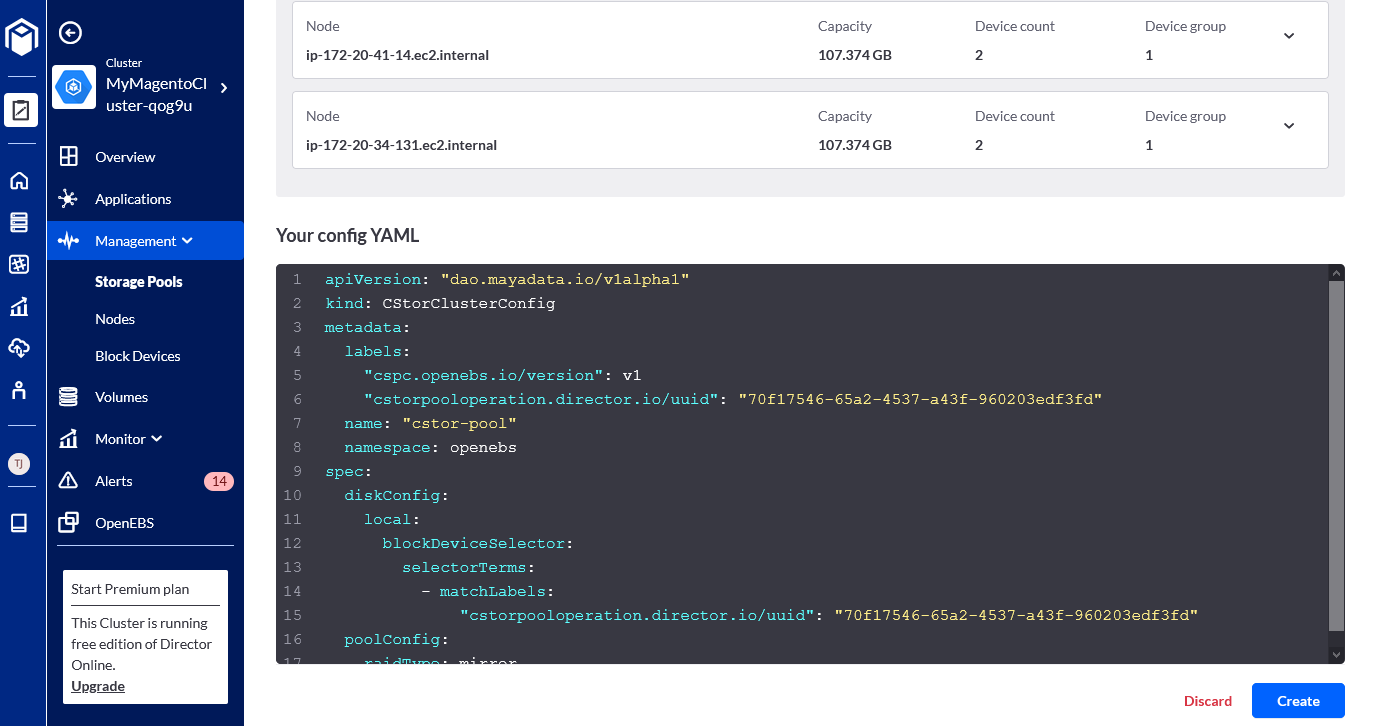 Cluster
MyMagentoCl
uster-qog9u
Overview
Applications
Management
Storage Pools
Nodes
Block Devices
Volumes
Monitor
Alerts 14
OpenEBS
TJ
Start Premium plan
This Cluster is running
free edition of Director
Online.
Upgrade
Node Capacity Device count Device group
ip-172-20-41-14.ec2.internal 107.374 GB 2 1
Node Capacity Device count Device group
ip-172-20-34-131.ec2.internal 107.374 GB 2 1
Your config YAML
1 apiVersion: "dao.mayadata.io/v1alpha1"
2 kind: CStorClusterConfig
3 metadata:
4 labels:
5 "cspc.openebs.io/version": v1
6 "cstorpooloperation.director.io/uuid": "70f17546-65a2-4537-a43f-960203edf3fd"
7 name: "cstor-pool"
8 namespace: openebs
9 spec:
10 diskConfig:
11 local:
12 blockDeviceSelector:
13 selectorTerms:
14 - matchLabels:
15 "cstorpooloperation.director.io/uuid": "70f17546-65a2-4537-a43f-960203edf3fd"
16 poolConfig:
17 raidType: mirror
Discard Create